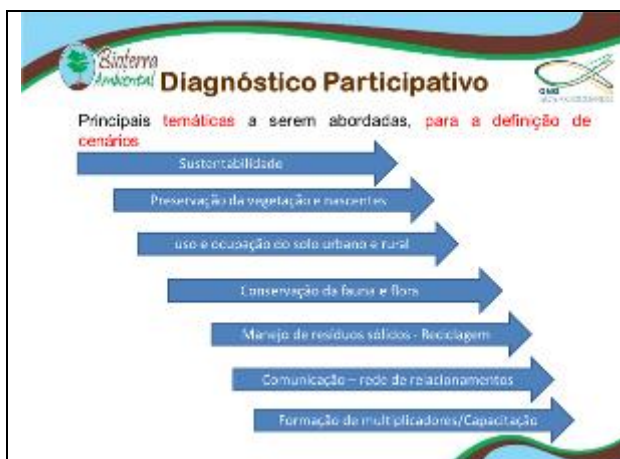 Binterra
Ambiental
Diagnóstico Participativo
Principais temáticas a serem abordadas, para a definição de
cenários
Sustentabilidade
Preservação da vegetação e nascentes
uso e ocupação do solo urbano e rural
Conservação da fauna e flora
Manejo de resíduos sólidos - Reciclagem
Comunicação – rede de relacionamentos
Formação de multiplicadores/Capacitação